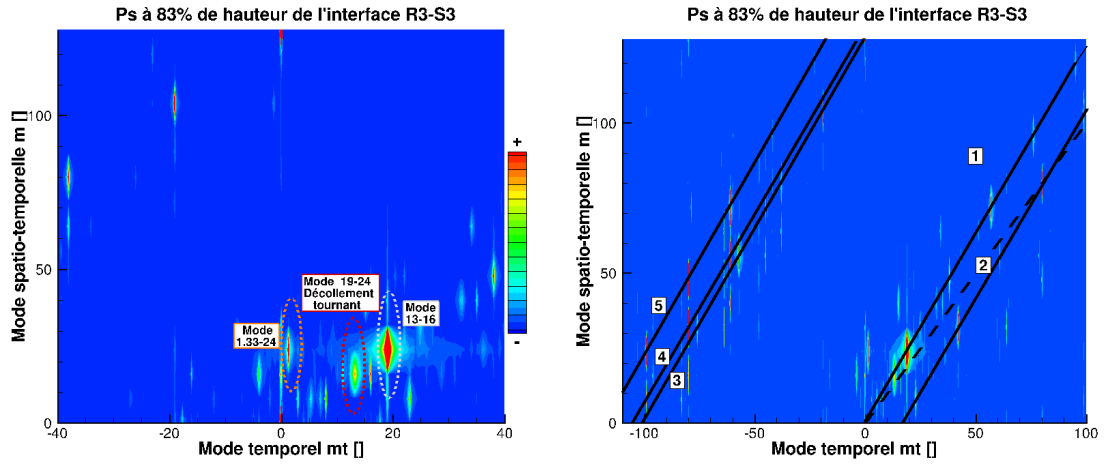 Ps à 83% de hauteur de l'interface R3-S3
Mode spatio-temporelle m []
100
50
0
Mode 19-24
Décollement
tournant
Mode
1.33-24
Mode
13-16
+
-
-40
-20
0
20
40
Mode temporel mt []
Ps à 83% de hauteur de l'interface R3-S3
Mode spatio-temporelle m []
100
50
0
1
2
5
4
3
-100
-50
0
50
100
Mode temporel mt []